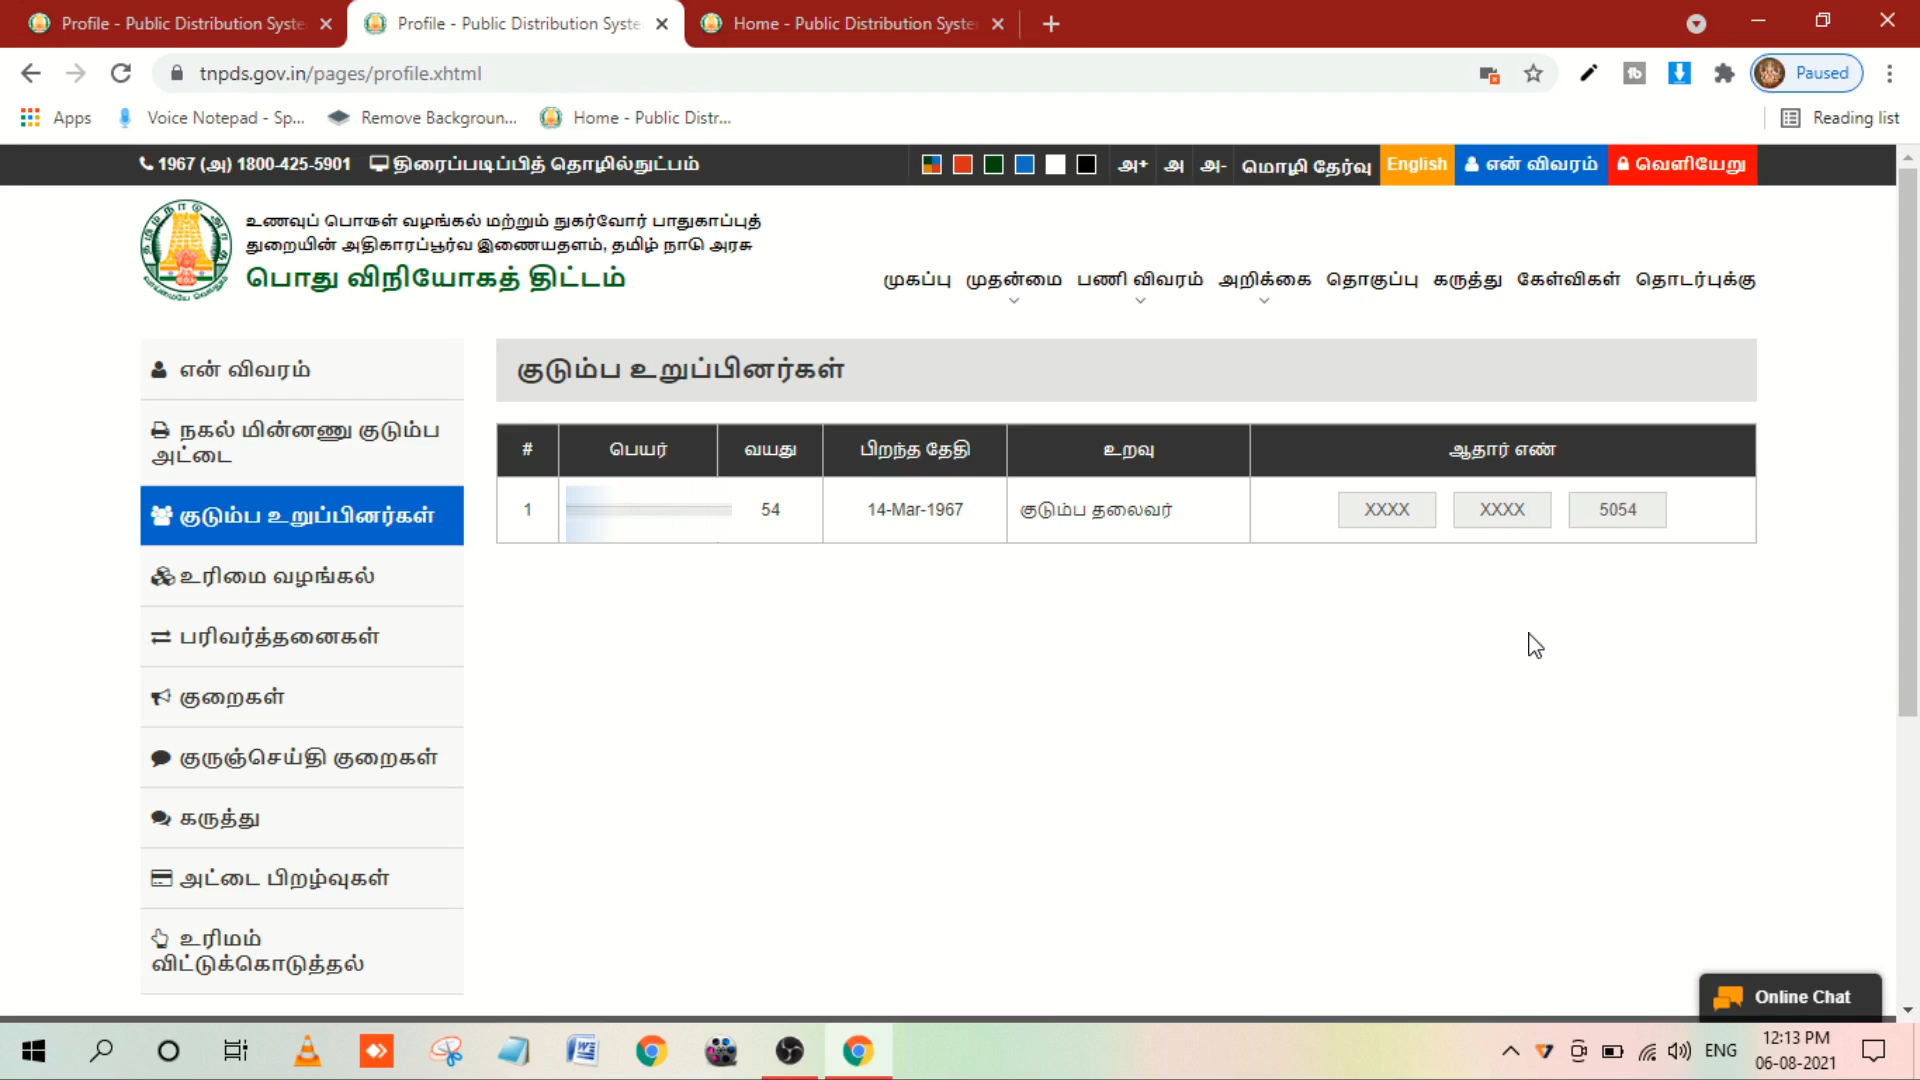 Profile - Public Distribution Syste
Profile - Public Distribution Syste
Home - Public Distribution Syste
tnpds.gov.in/pages/profile.xhtml
Paused
Apps
Voice Notepad - Sp...
Remove Backgroun...
Home - Public Distr...
Reading list
1967 (அ) 1800-425-5901
திரைப்படிப்பித் தொழில்நுட்பம்
அ+
அ
அ-
மொழி தேர்வு
English
என் விவரம்
வெளியேறு
உணவுப் பொருள் வழங்கல் மற்றும் நுகர்வோர் பாதுகாப்புத்
துறையின் அதிகாரப்பூர்வ இணையதளம், தமிழ் நாடு அரசு
பொது விநியோகத் திட்டம்
முகப்பு முதன்மை பணி விவரம் அறிக்கை தொகுப்பு கருத்து கேள்விகள் தொடர்புக்கு
என் விவரம்
நகல் மின்னணு குடும்ப
அட்டை
குடும்ப உறுப்பினர்கள்
உரிமை வழங்கல்
பரிவர்த்தனைகள்
குறைகள்
குருஞ்செய்தி குறைகள்
கருத்து
அட்டை பிறழ்வுகள்
உரிமம்
விட்டுக்கொடுத்தல்
குடும்ப உறுப்பினர்கள்
# பெயர் வயது பிறந்த தேதி உறவு ஆதார் எண்
1 54 14-Mar-1967 குடும்ப தலைவர் XXXX XXXX 5054
Online Chat
ENG
12:13 PM
06-08-2021